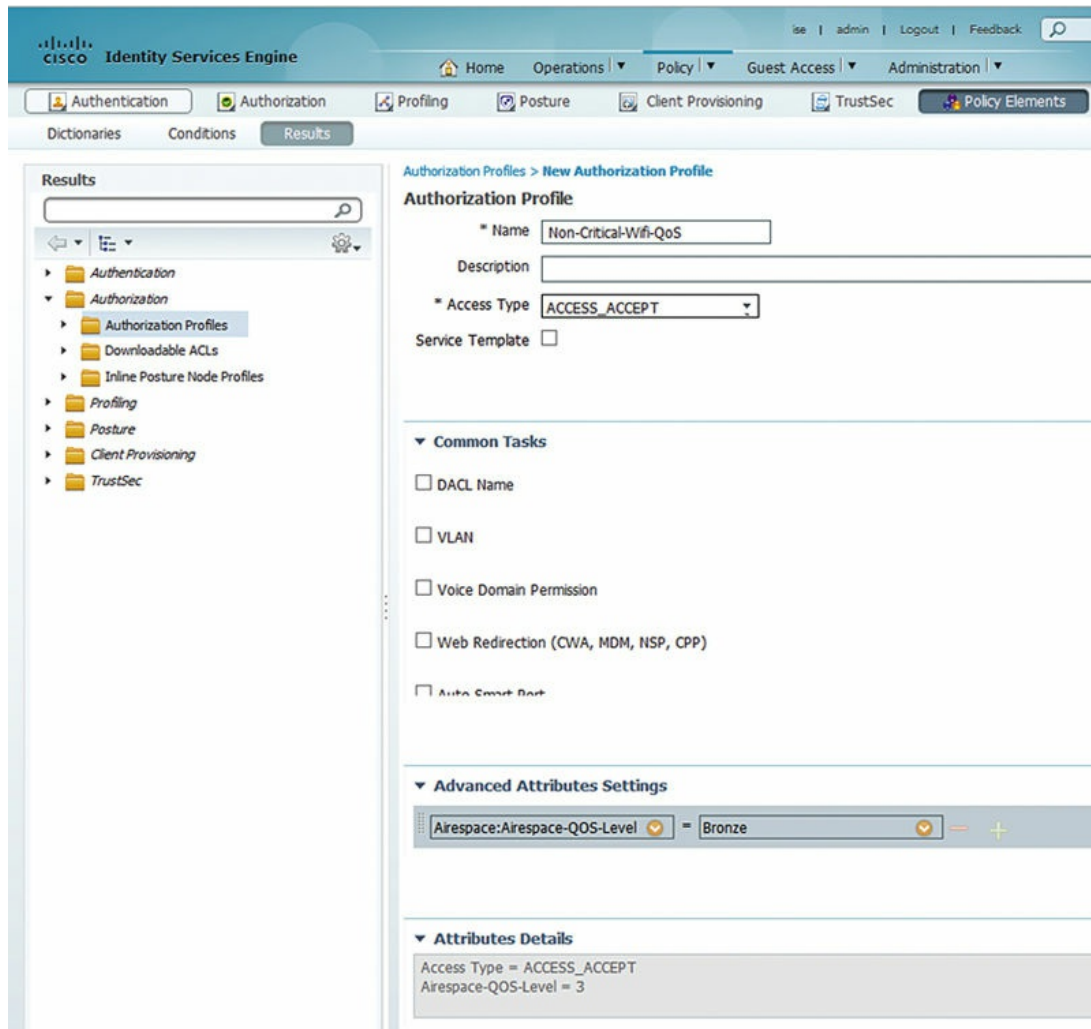 ise | admin | Logout | Feedback
cisco Identity Services Engine
Home Operations | Policy | Guest Access | Administration |
Authentication Authorization Profiling Posture Client Provisioning TrustSec Policy Elements
Dictionaries Conditions Results
Results
Authentication
Authorization
Authorization Profiles
Downloadable ACLs
Inline Posture Node Profiles
Profiling
Posture
Client Provisioning
TrustSec
Authorization Profiles > New Authorization Profile
Authorization Profile
* Name Non-Critical-Wifi-QoS
Description
* Access Type ACCESS_ACCEPT
Service Template
Common Tasks
DACL Name
VLAN
Voice Domain Permission
Web Redirection (CWA, MDM, NSP, CPP)
Auto Smart Port
Advanced Attributes Settings
Airespace:Airespace-QOS-Level = Bronze
Attributes Details
Access Type = ACCESS_ACCEPT
Airespace-QOS-Level = 3